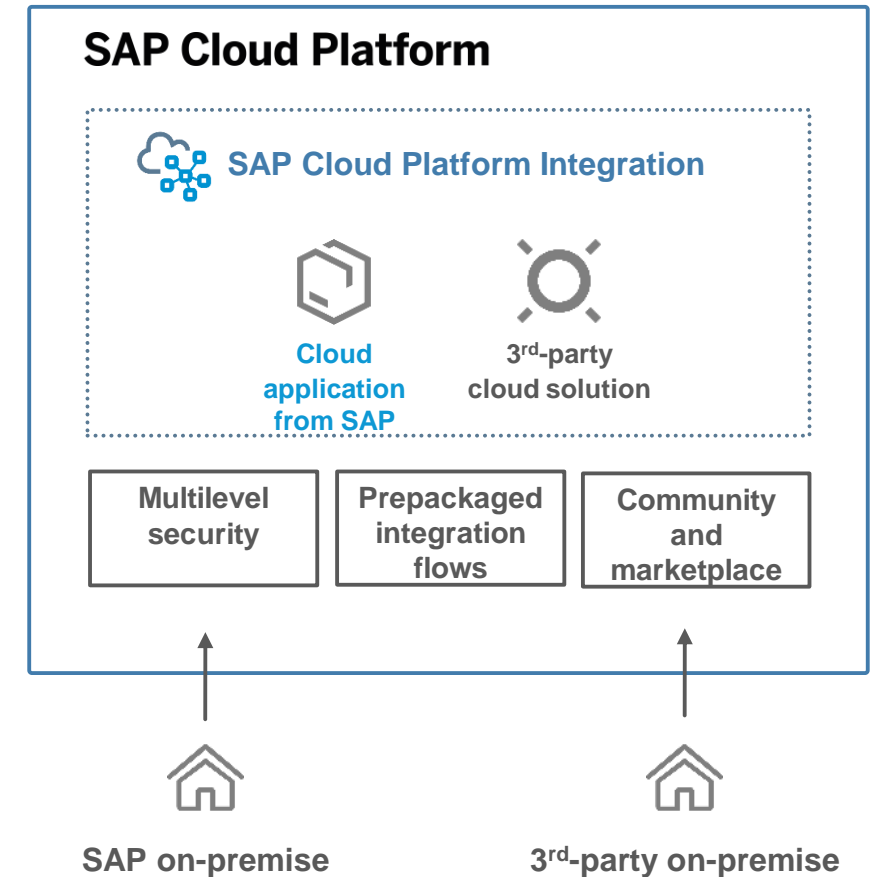 SAP Cloud Platform
SAP Cloud Platform Integration
Cloud
application
from SAP
3rd-party
cloud solution
Multilevel
security
Prepackaged
integration
flows
Community
and
marketplace
SAP on-premise
3rd-party on-premise